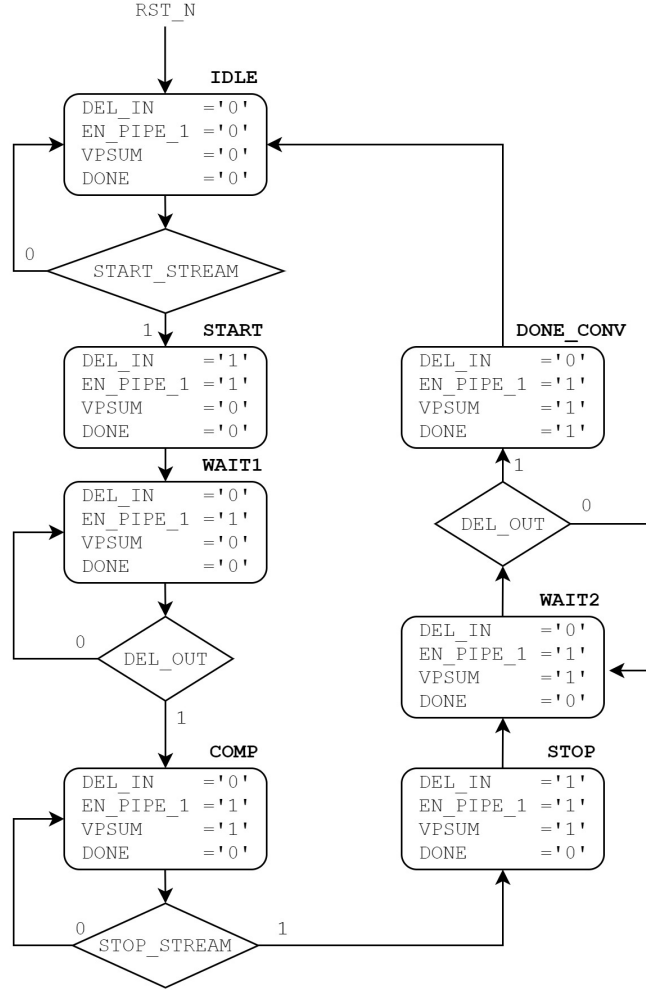 RST_N
IDLE
DEL_IN ='0'
EN_PIPE_1 ='0'
VPSUM ='0'
DONE ='0'
0
START_STREAM
1
START
DEL_IN ='1'
EN_PIPE_1 ='1'
VPSUM ='0'
DONE ='0'
WAIT1
DEL_IN ='0'
EN_PIPE_1 ='1'
VPSUM ='0'
DONE ='0'
0
DEL_OUT
1
COMP
DEL_IN ='0'
EN_PIPE_1 ='1'
VPSUM ='1'
DONE ='0'
0
STOP_STREAM
1
STOP
DEL_IN ='1'
EN_PIPE_1 ='1'
VPSUM ='1'
DONE ='0'
WAIT2
DEL_IN ='0'
EN_PIPE_1 ='1'
VPSUM ='1'
DONE ='0'
DEL_OUT
0
1
DONE_CONV
DEL_IN ='0'
EN_PIPE_1 ='1'
VPSUM ='1'
DONE ='1'